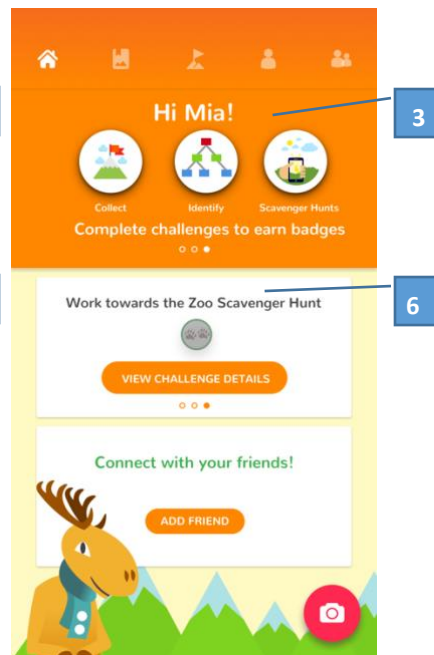 Hi Mia!
3
Collect Identify Scavenger Hunts
Complete challenges to earn badges
Work towards the Zoo Scavenger Hunt
6
VIEW CHALLENGE DETAILS
Connect with your friends!
ADD FRIEND